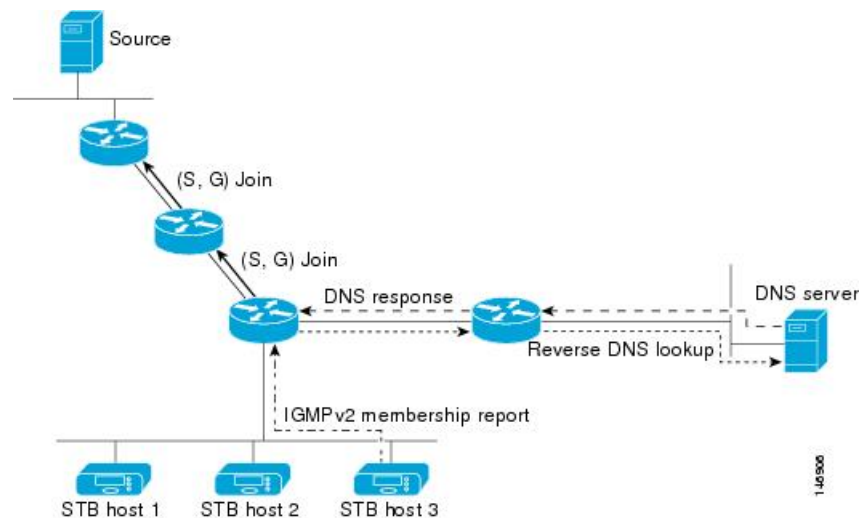 Source
(S, G) Join
(S, G) Join
DNS response
DNS server
Reverse DNS lookup
IGMPv2 membership report
STB host 1
STB host 2
STB host 3
146906